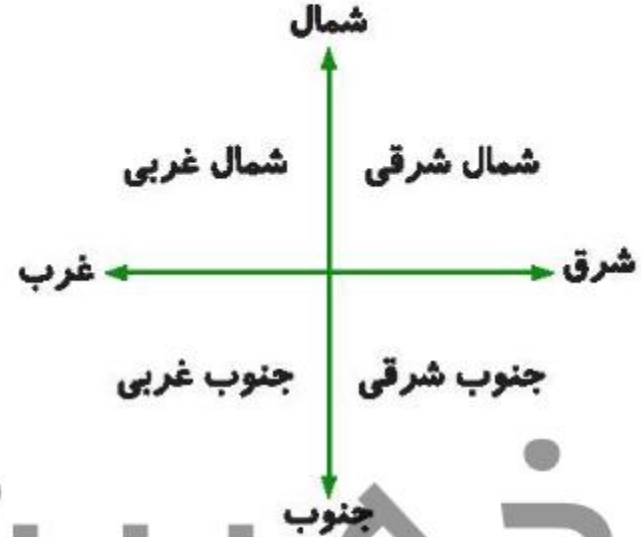 شمال
شمال شرقی شمال غربی
شرق غرب
جنوب شرقی جنوب غربی
جنوب